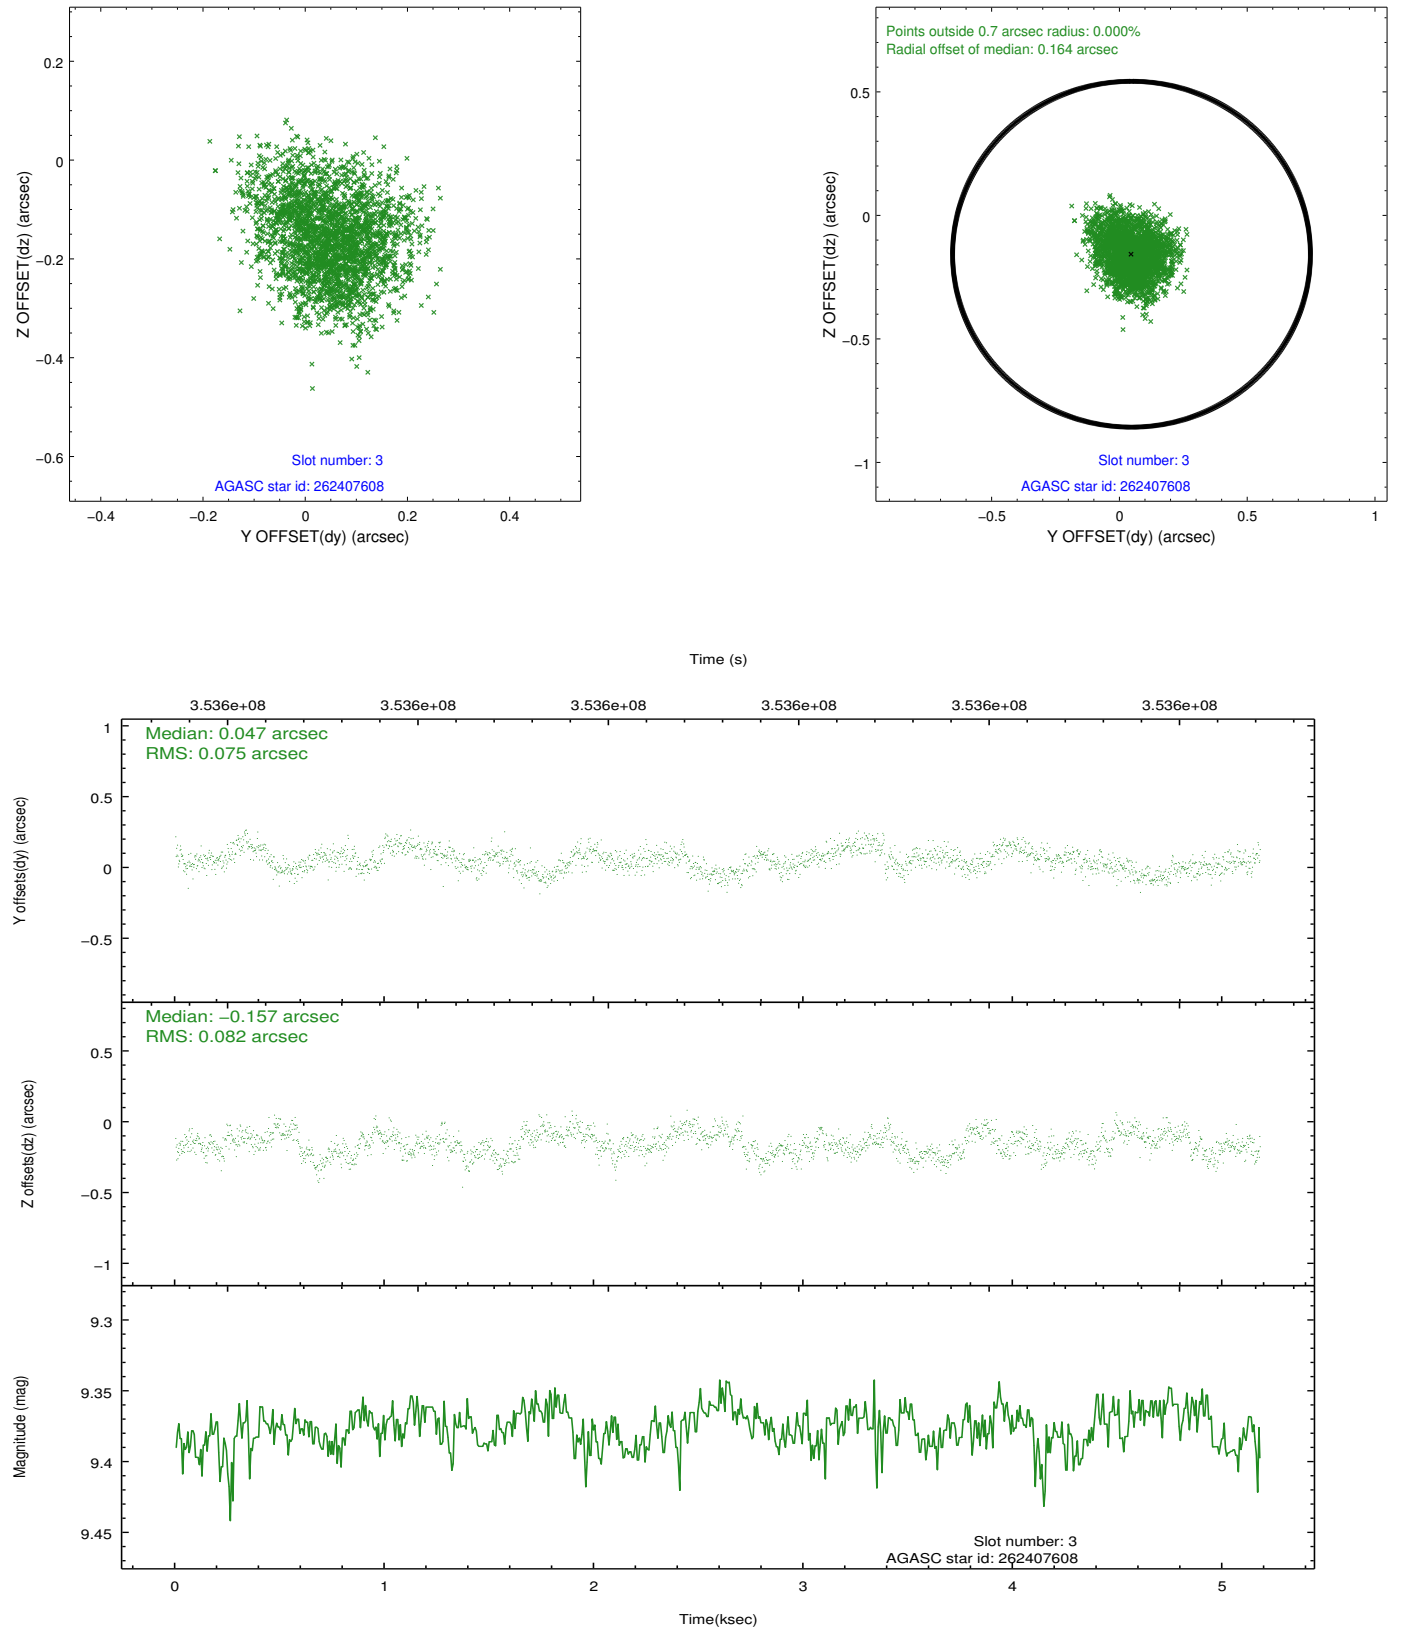 0.2
0
−0.2
−0.4
−0.6
Z OFFSET(dz) (arcsec)
Slot number: 3
AGASC star id: 262407608
−0.4 −0.2 0 0.2 0.4
Y OFFSET(dy) (arcsec)
Points outside 0.7 arcsec radius: 0.000%
Radial offset of median: 0.164 arcsec
0.5
0
−0.5
−1
Z OFFSET(dz) (arcsec)
Slot number: 3
AGASC star id: 262407608
−0.5 0 0.5 1
Y OFFSET(dy) (arcsec)
Time (s)
3.536e+08 3.536e+08 3.536e+08 3.536e+08 3.536e+08 3.536e+08
Median: 0.047 arcsec
RMS: 0.075 arcsec
1
0.5
0
−0.5
Y offsets(dy) (arcsec)
Median: −0.157 arcsec
RMS: 0.082 arcsec
0.5
0
−0.5
−1
Z offsets(dz) (arcsec)
9.3
9.35
9.4
9.45
Magnitude (mag)
Slot number: 3
AGASC star id: 262407608
0 1 2 3 4 5
Time(ksec)